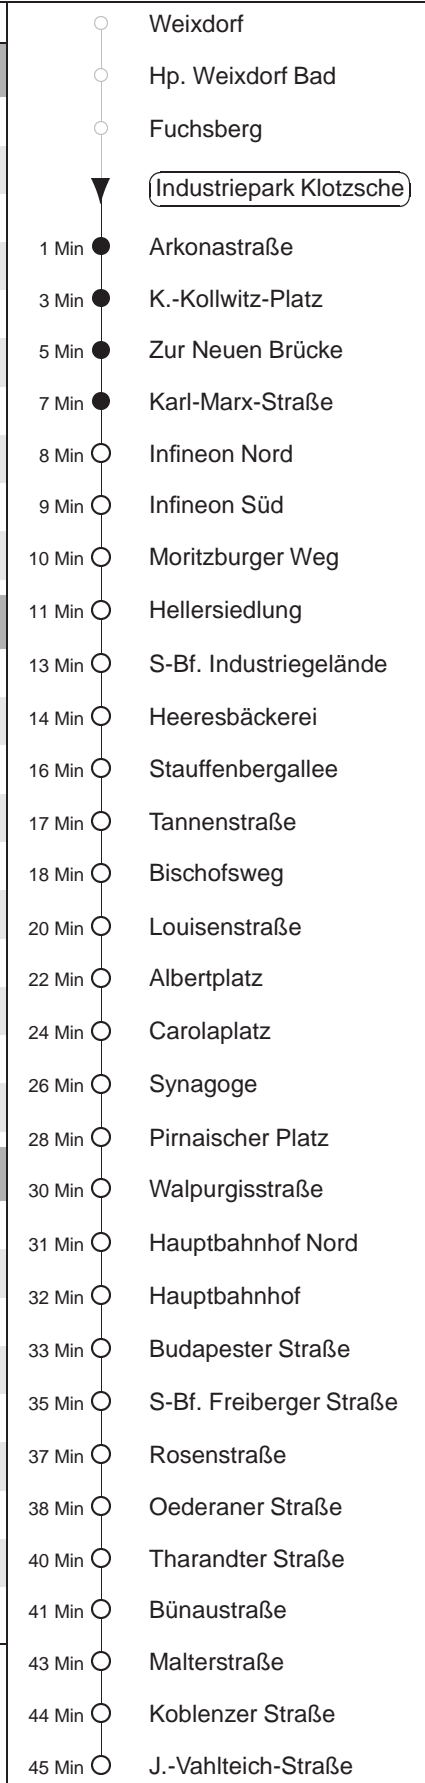 Weixdorf
Hp. Weixdorf Bad
Fuchsberg
Industriepark Klotzsche
1 Min Arkonastraße
3 Min K.-Kollwitz-Platz
5 Min Zur Neuen Brücke
7 Min Karl-Marx-Straße
8 Min Infineon Nord
9 Min Infineon Süd
10 Min Moritzburger Weg
11 Min Hellersiedlung
13 Min S-Bf. Industriegelände
14 Min Heeresbäckerei
16 Min Stauffenbergallee
17 Min Tannenstraße
18 Min Bischofsweg
20 Min Louisenstraße
22 Min Albertplatz
24 Min Carolaplatz
26 Min Synagoge
28 Min Pirnaischer Platz
30 Min Walpurgisstraße
31 Min Hauptbahnhof Nord
32 Min Hauptbahnhof
33 Min Budapester Straße
35 Min S-Bf. Freiberger Straße
37 Min Rosenstraße
38 Min Oederaner Straße
40 Min Tharandter Straße
41 Min Bünaustraße
43 Min Malterstraße
44 Min Koblenzer Straße
45 Min J.-Vahlteich-Straße